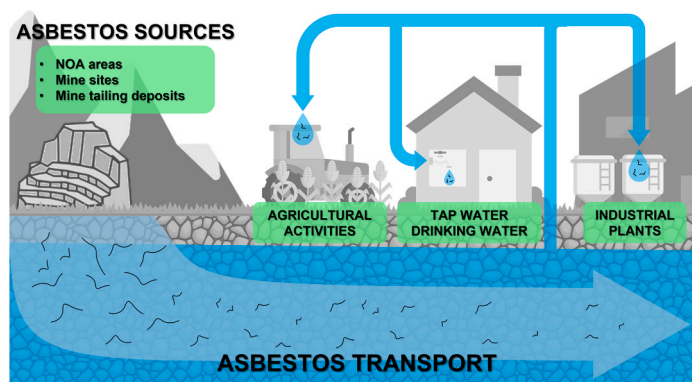 ASBESTOS SOURCES
• NOA areas
• Mine sites
• Mine tailing deposits
AGRICULTURAL
ACTIVITIES
TAP WATER
DRINKING WATER
INDUSTRIAL
PLANTS
ASBESTOS TRANSPORT